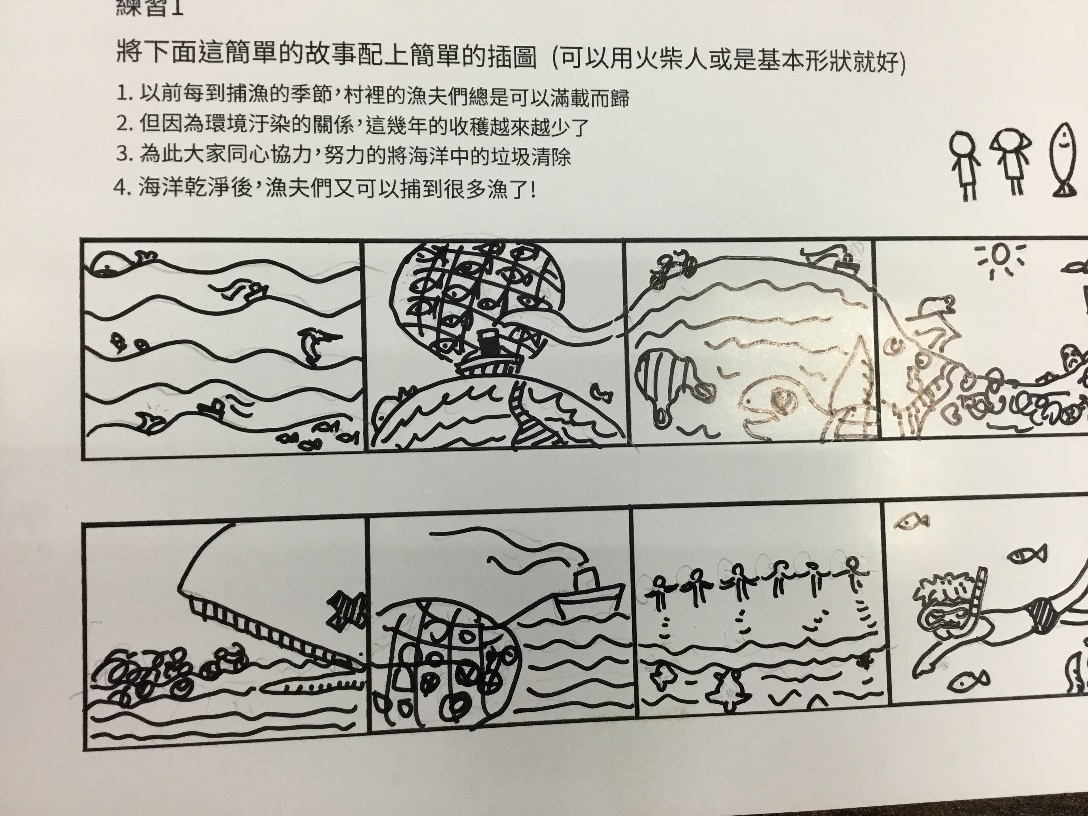 練習1
將下面這簡單的故事配上簡單的插圖 (可以用火柴人或是基本形狀就好)
1. 以前每到捕漁的季節,村裡的漁夫們總是可以滿載而歸
2. 但因為環境汙染的關係,這幾年的收穫越來越少了
3. 為此大家同心協力,努力的將海洋中的垃圾清除
4. 海洋乾淨後,漁夫們又可以捕到很多漁了!